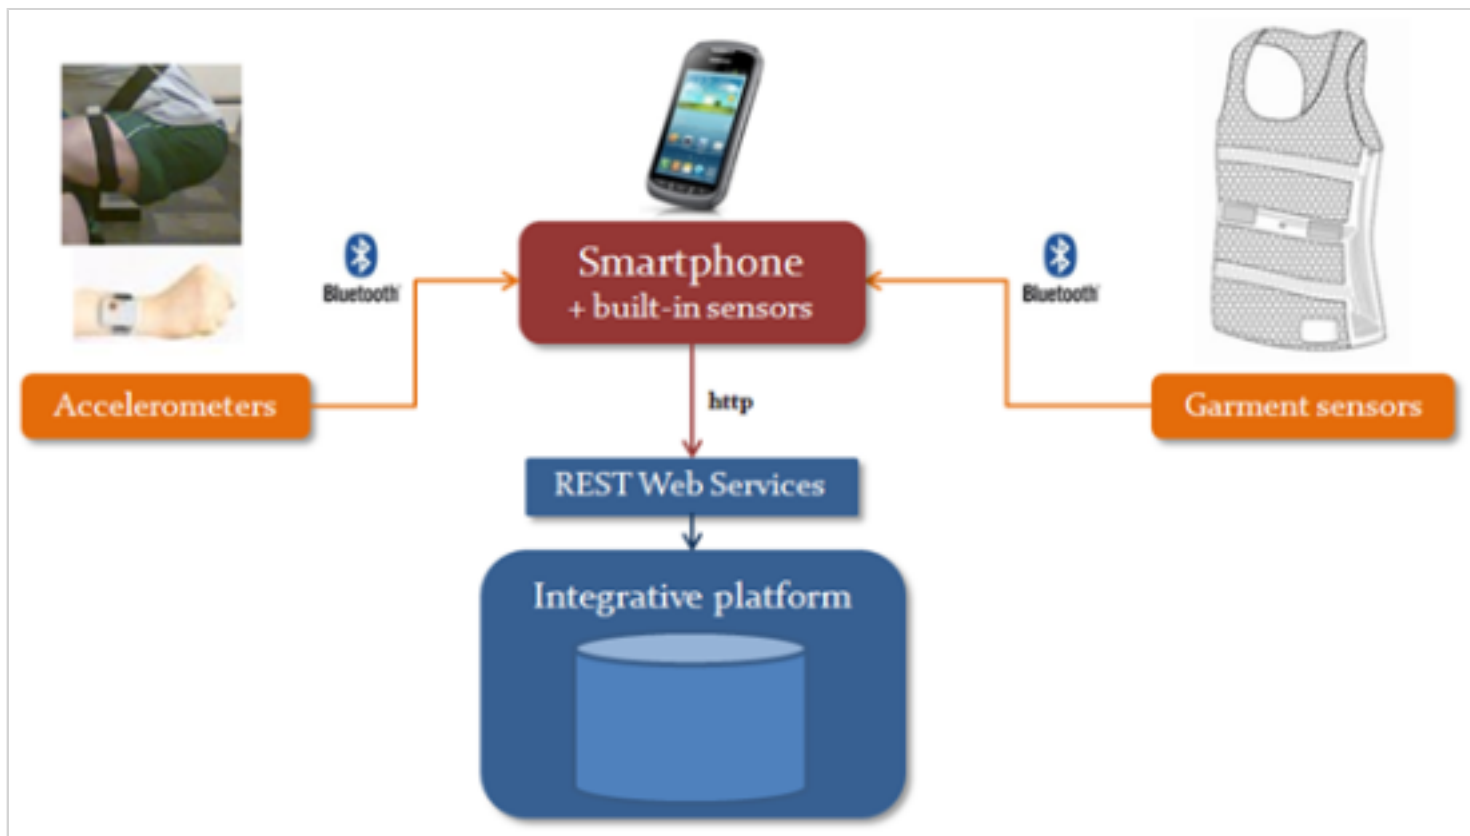 Bluetooth
Bluetooth
Smartphone
+ built-in sensors
Accelerometers
http
Garment sensors
REST Web Services
Integrative platform